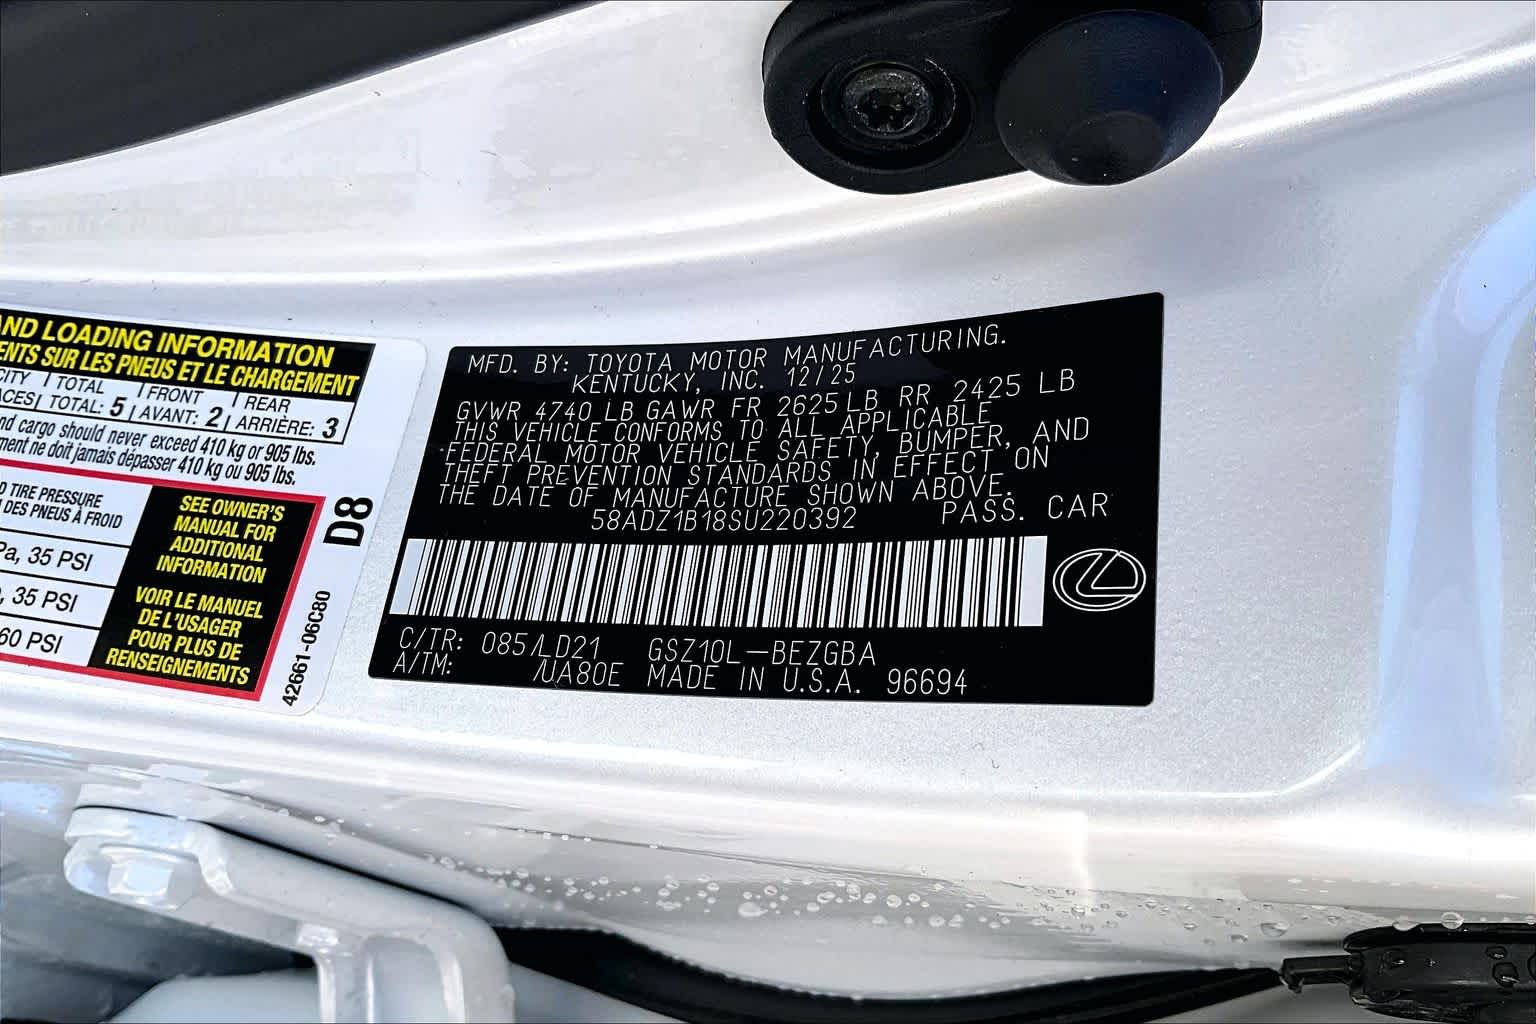 AND LOADING INFORMATION
SUR LES PNEUS ET LE CHARGEMENT
TOTAL FRONT REAR
TOTAL: 5 AVANT: 2 ARRIÈRE: 3
cargo should never exceed 410 kg or 905 lbs.
ne doit jamais dépasser 410 kg ou 905 lbs.
TIRE PRESSURE
DES PNEUS À FROID
35 PSI
35 PSI
60 PSI
SEE OWNER'S
MANUAL FOR
ADDITIONAL
INFORMATION
VOIR LE MANUEL
DE L'USAGER
POUR PLUS DE
RENSEIGNEMENTS
D8
42661-06C80
MFD. BY: TOYOTA MOTOR MANUFACTURING.
KENTUCKY, INC. 12/25
GVWR 4740 LB GAWR FR 2625 LB RR 2425 LB
THIS VEHICLE CONFORMS TO ALL APPLICABLE
FEDERAL MOTOR VEHICLE SAFETY, BUMPER, AND
THEFT PREVENTION STANDARDS IN EFFECT ON
THE DATE OF MANUFACTURE SHOWN ABOVE.
58ADZ1B18SU220392 PASS. CAR
C/TR: 085/LD21 GSZ10L-BEZGBA
A/TM: /UA80E MADE IN U.S.A. 96694